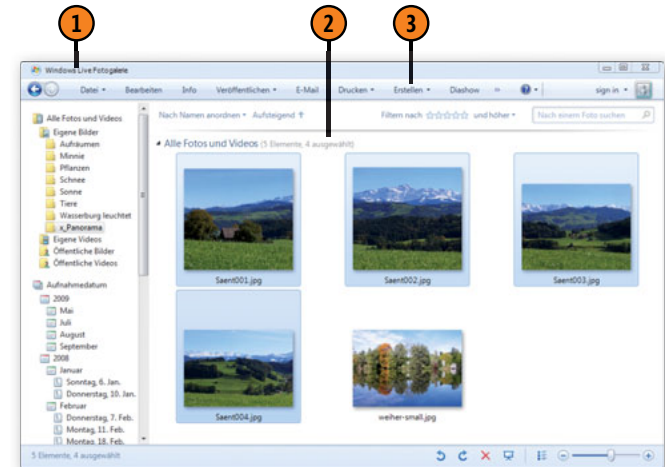 1
2
3
Windows Live Fotogalerie
Datei Bearbeiten Info Veröffentlichen E-Mail Drucken Erstellen Diashow » ? sign in
Nach Namen anordnen Aufsteigend Filtern nach und höher Nach einem Foto suchen
Alle Fotos und Videos
Eigene Bilder
Aufräumen
Minnie
Pflanzen
Schnee
Sonne
Tiere
Wasserburg leuchtet
x_Panorama
Eigene Videos
Öffentliche Bilder
Öffentliche Videos
Aufnahmedatum
2009
Mai
Juli
August
September
2008
Januar
Sonntag, 6. Jan.
Donnerstag, 10. Jan.
Februar
Donnerstag, 7. Feb.
Montag, 11. Feb.
Montag, 18. Feb.
Alle Fotos und Videos (5 Elemente, 4 ausgewählt)
Saent001.jpg Saent002.jpg Saent003.jpg
Saent004.jpg weiher-small.jpg
5 Elemente, 4 ausgewählt